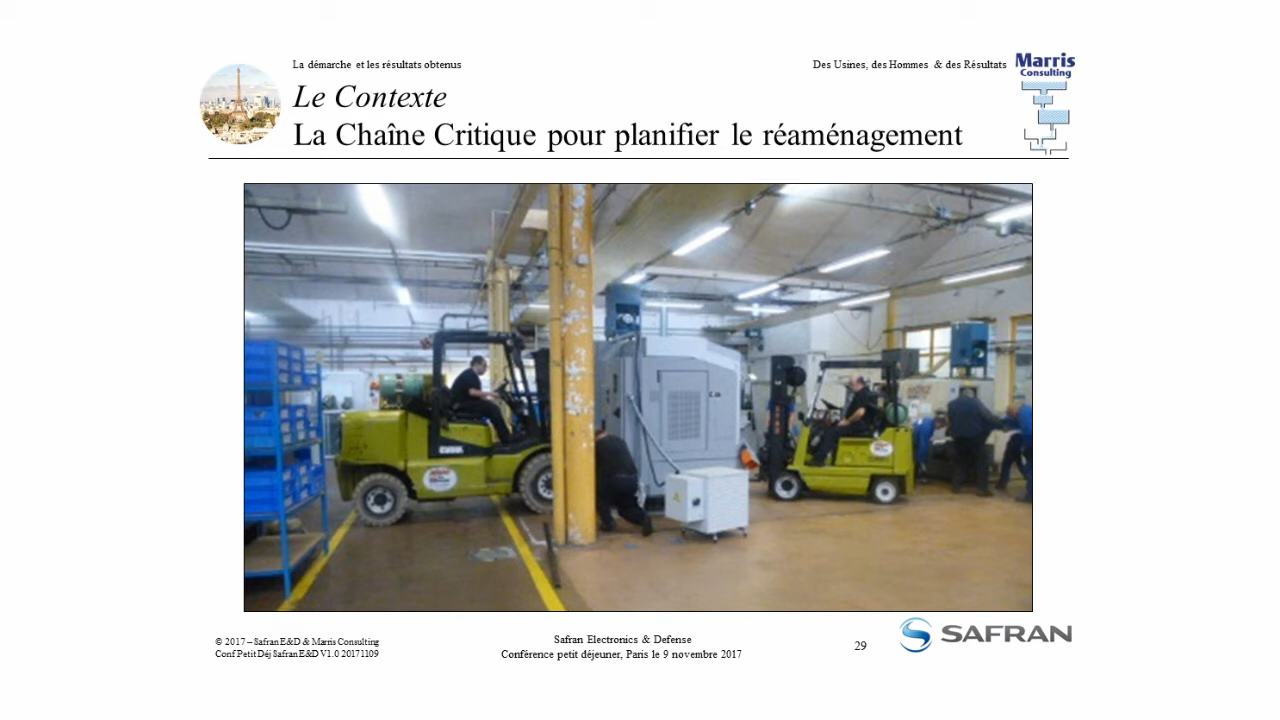 La démarche et les résultats obtenus
Des Usines, des Hommes & des Résultats
Marris
Consulting
Le Contexte
La Chaîne Critique pour planifier le réaménagement
© 2017 – Safran E&D & Marris Consulting
Conf Petit Déj Safran E&D V1.0 20171109
Safran Electronics & Defense
Conférence petit déjeuner, Paris le 9 novembre 2017
29
SAFRAN